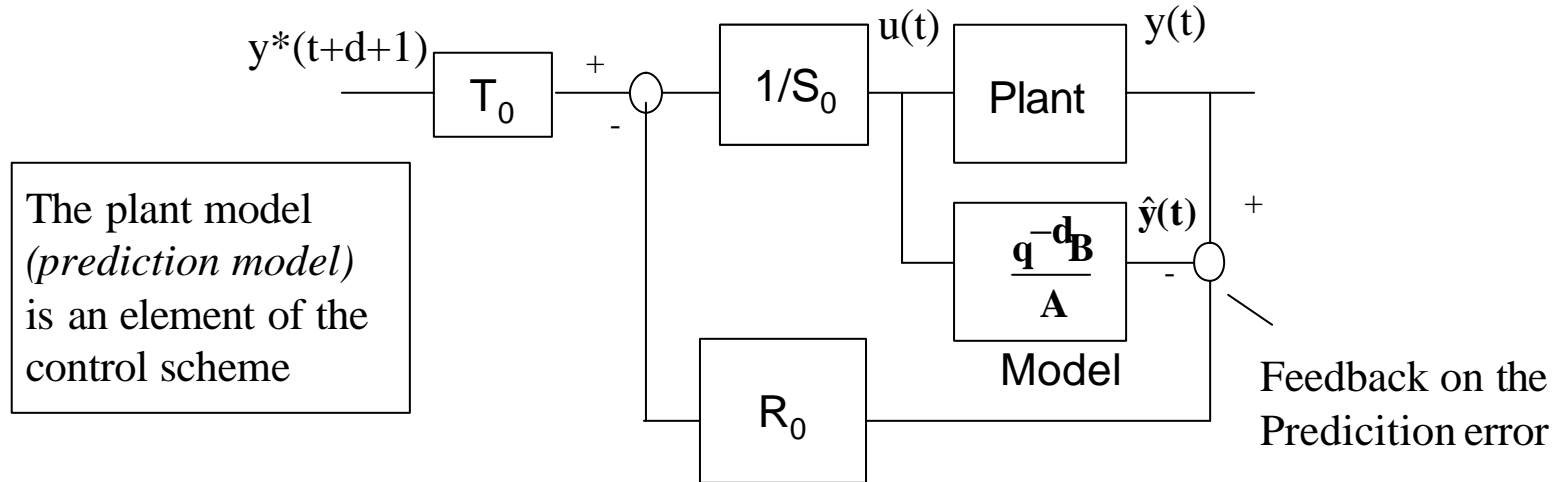 y*(t+d+1)
T0
+
-
1/S0
u(t)
Plant
y(t)
The plant model
(prediction model)
is an element of the
control scheme
q−dB
A
Model
ŷ(t)
+
-
R0
Feedback on the
Predicition error